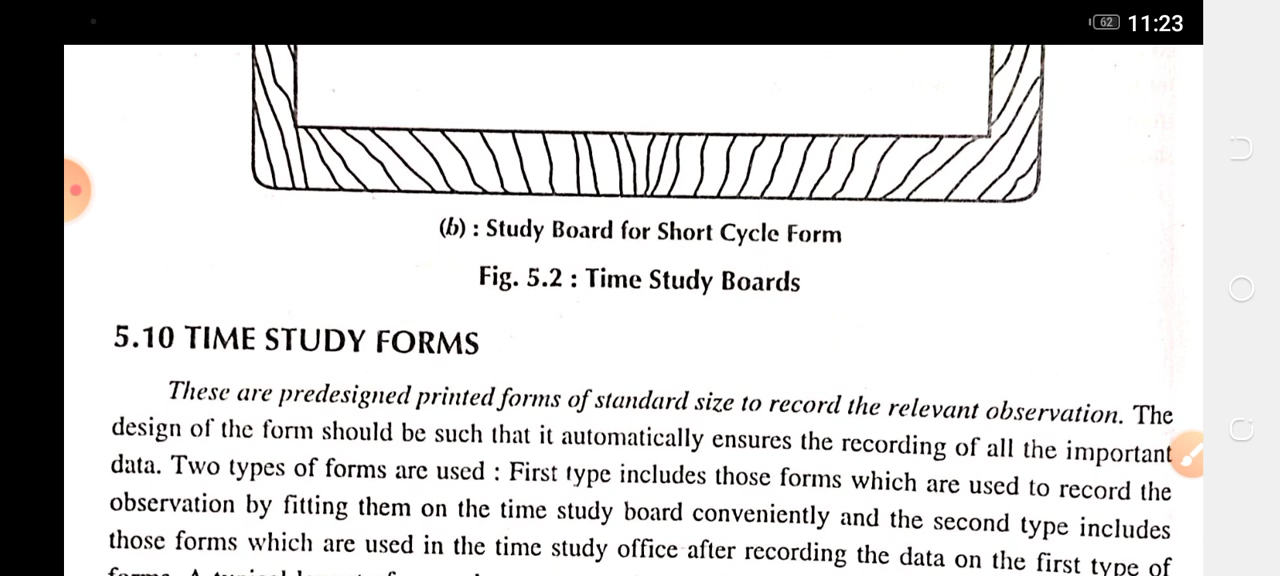 62 11:23
(b) : Study Board for Short Cycle Form
Fig. 5.2 : Time Study Boards
5.10 TIME STUDY FORMS
These are predesigned printed forms of standard size to record the relevant observation. The
design of the form should be such that it automatically ensures the recording of all the important
data. Two types of forms are used : First type includes those forms which are used to record the
observation by fitting them on the time study board conveniently and the second type includes
those forms which are used in the time study office after recording the data on the first type of